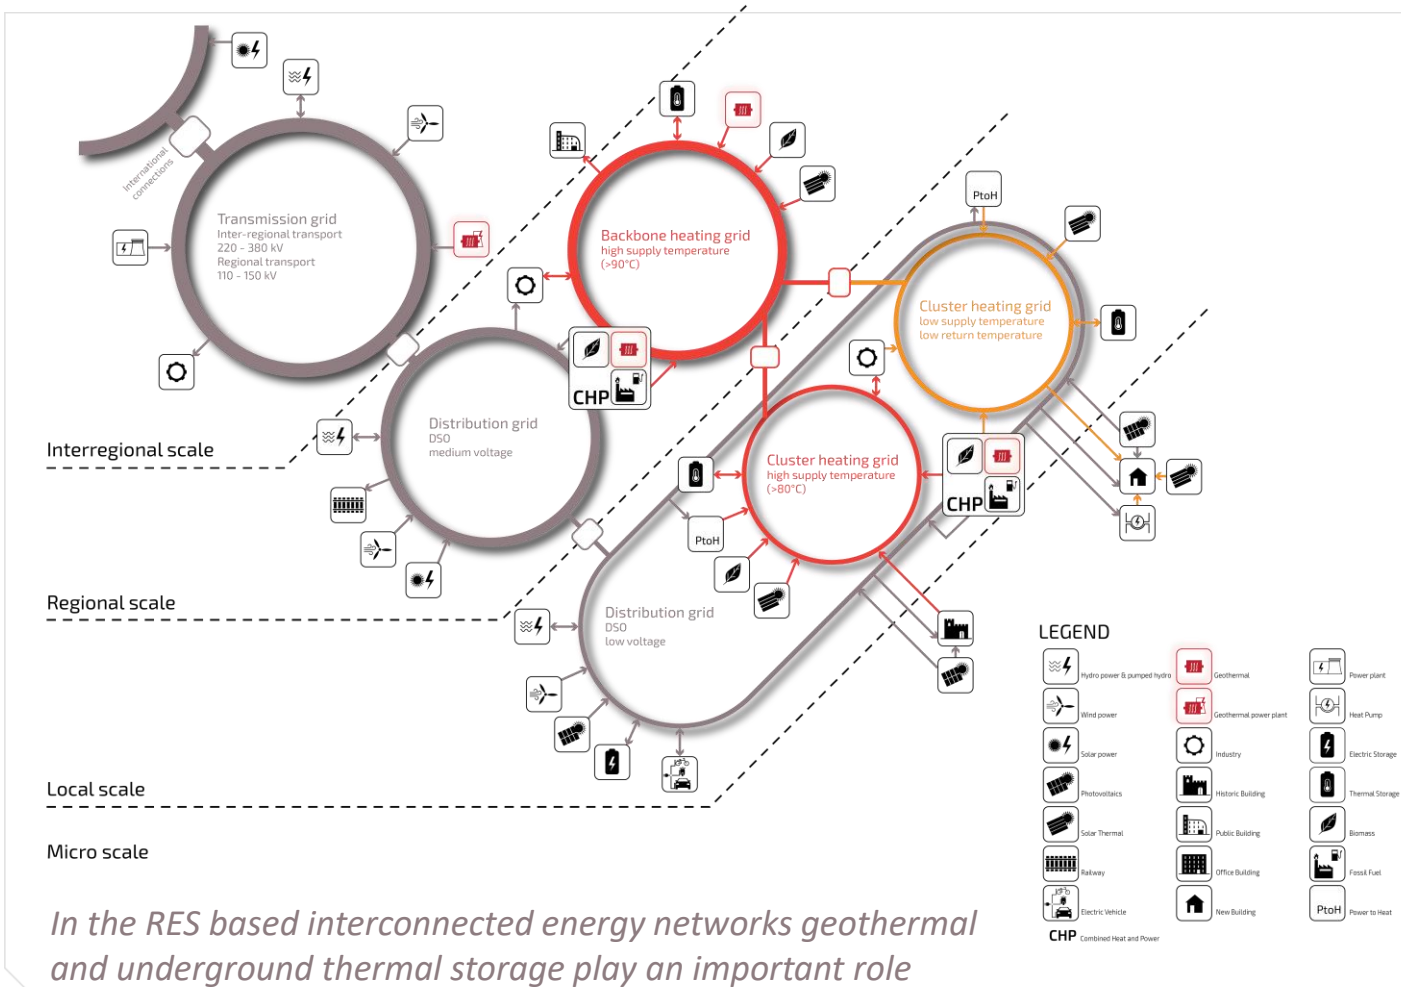 International
connections
Transmission grid
Inter-regional transport
220 - 380 kV
Regional transport
110 - 150 kV
Backbone heating grid
high supply temperature
(>90°C)
PtoH
Cluster heating grid
low supply temperature
low return temperature
CHP
Distribution grid
DSO
medium voltage
Interregional scale
Cluster heating grid
high supply temperature
(>80°C)
CHP
PtoH
Regional scale
Distribution grid
DSO
low voltage
Local scale
Micro scale
LEGEND
Hydro power & pumped hydro
Geothermal
Power plant
Wind power
Geothermal power plant
Heat Pump
Solar power
Industry
Electric Storage
Photovoltaics
Historic Building
Thermal Storage
Solar Thermal
Public Building
Biomass
Railway
Office Building
Fossil Fuel
Electric Vehicle
New Building
PtoH Power to Heat
CHP Combined Heat and Power
In the RES based interconnected energy networks geothermal
and underground thermal storage play an important role